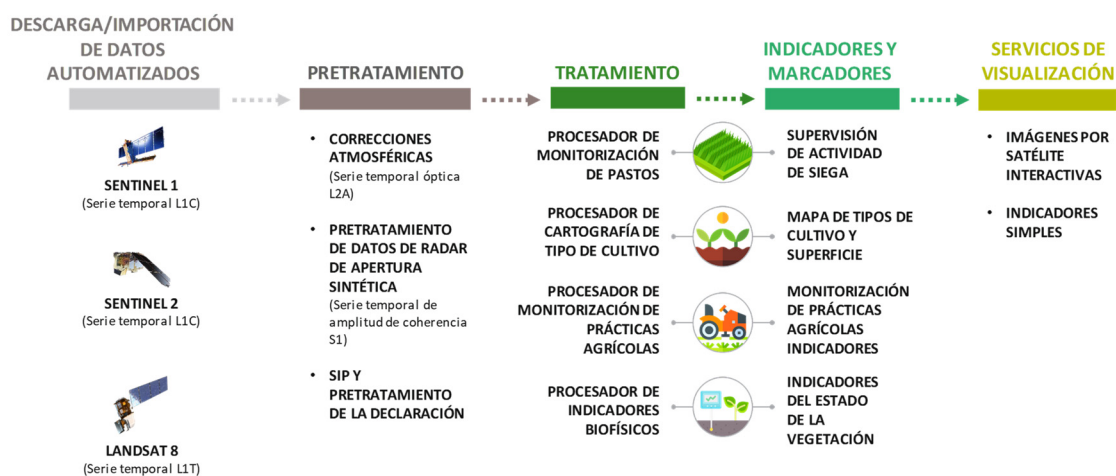 DESCARGA/IMPORTACIÓN
DE DATOS
AUTOMATIZADOS
SENTINEL 1
(Serie temporal L1C)
SENTINEL 2
(Serie temporal L1C)
LANDSAT 8
(Serie temporal L1T)
PRETRATAMIENTO
• CORRECCIONES
ATMOSFÉRICAS
(Serie temporal óptica
L2A)
• PRETRATAMIENTO
DE DATOS DE RADAR
DE APERTURA
SINTÉTICA
(Serie temporal de
amplitud de coherencia
S1)
• SIP Y
PRETRATAMIENTO
DE LA DECLARACIÓN
TRATAMIENTO
PROCESADOR DE
MONITORIZACIÓN
DE PASTOS
PROCESADOR DE
CARTOGRAFÍA DE
TIPO DE CULTIVO
PROCESADOR DE
MONITORIZACIÓN DE
PRÁCTICAS
AGRÍCOLAS
PROCESADOR DE
INDICADORES
BIOFÍSICOS
INDICADORES Y
MARCADORES
SUPERVISIÓN
DE ACTIVIDAD
DE SIEGA
MAPA DE TIPOS DE
CULTIVO Y
SUPERFICIE
MONITORIZACIÓN
DE PRÁCTICAS
AGRÍCOLAS
INDICADORES
INDICADORES
DEL ESTADO
DE LA
VEGETACIÓN
SERVICIOS DE
VISUALIZACIÓN
• IMÁGENES POR
SATÉLITE
INTERACTIVAS
• INDICADORES
SIMPLES